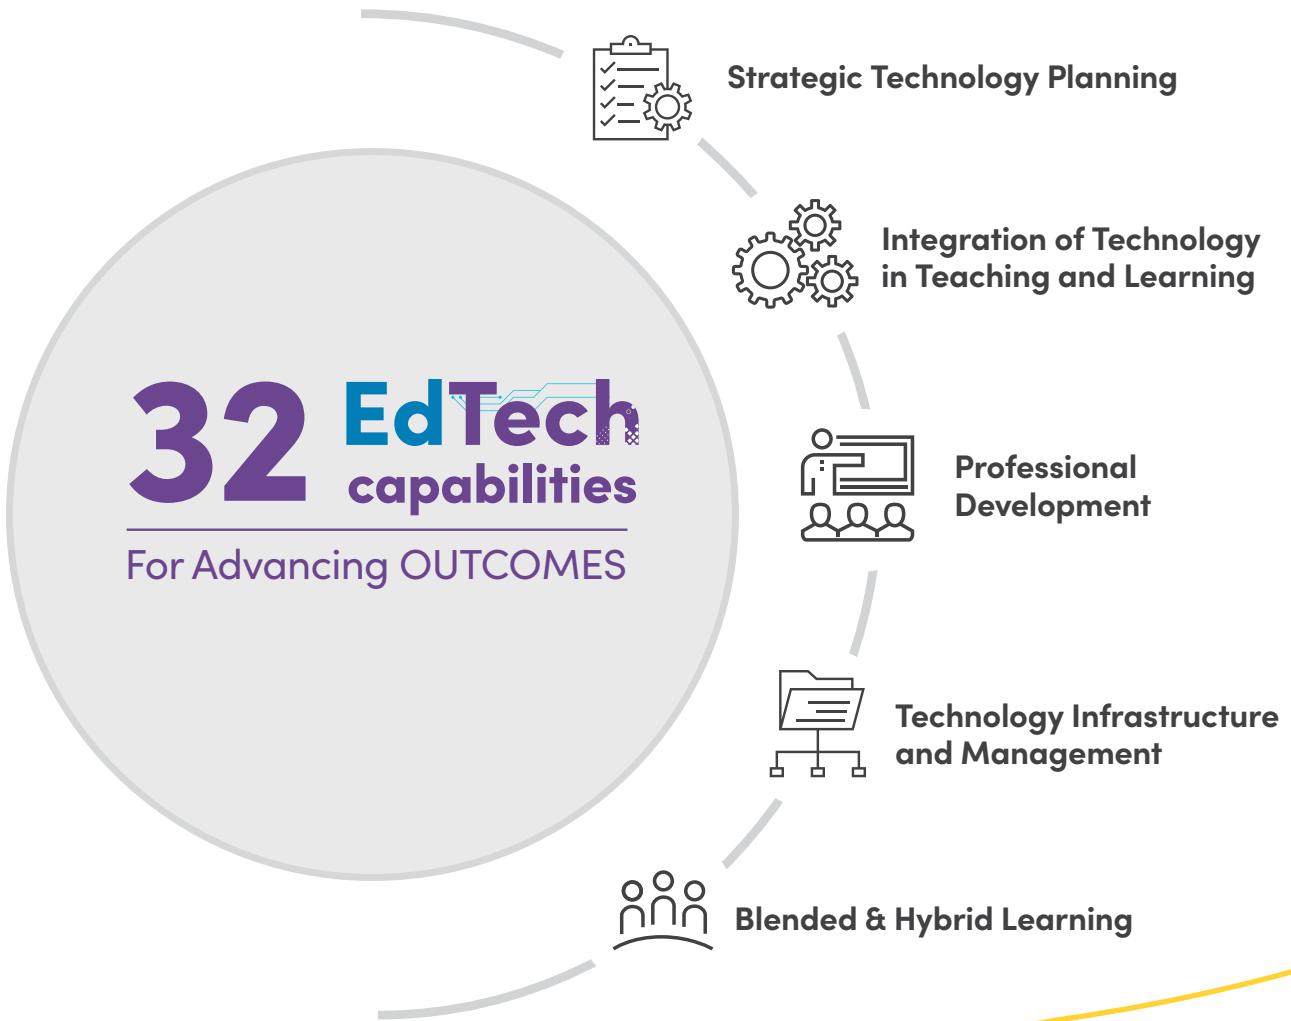 Strategic Technology Planning
Integration of Technology
in Teaching and Learning
32 EdTech
capabilities
For Advancing OUTCOMES
Professional
Development
Technology Infrastructure
and Management
Blended & Hybrid Learning